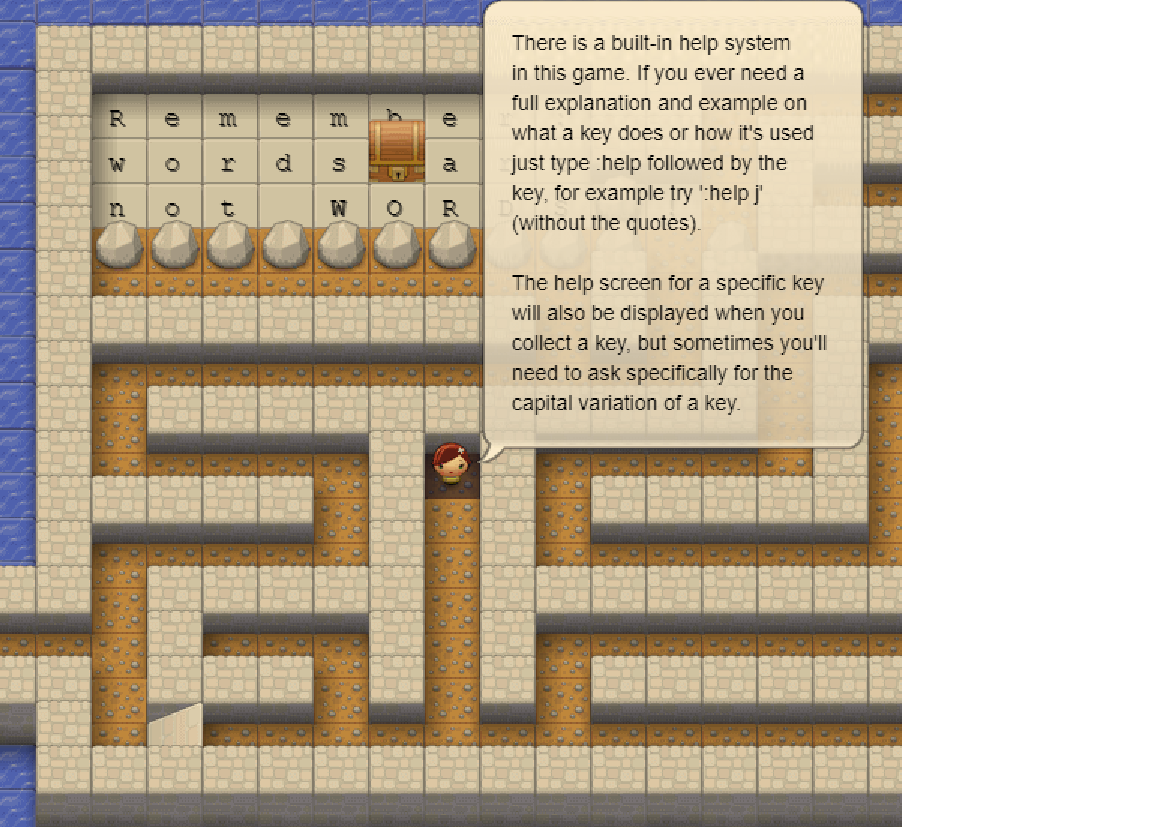 There is a built-in help system
in this game. If you ever need a
full explanation and example on
what a key does or how it's used
just type :help followed by the
key, for example try ':help j'
(without the quotes).
The help screen for a specific key
will also be displayed when you
collect a key, but sometimes you'll
need to ask specifically for the
capital variation of a key.
R e m e m b e
w o r d s a
n o t W O R D